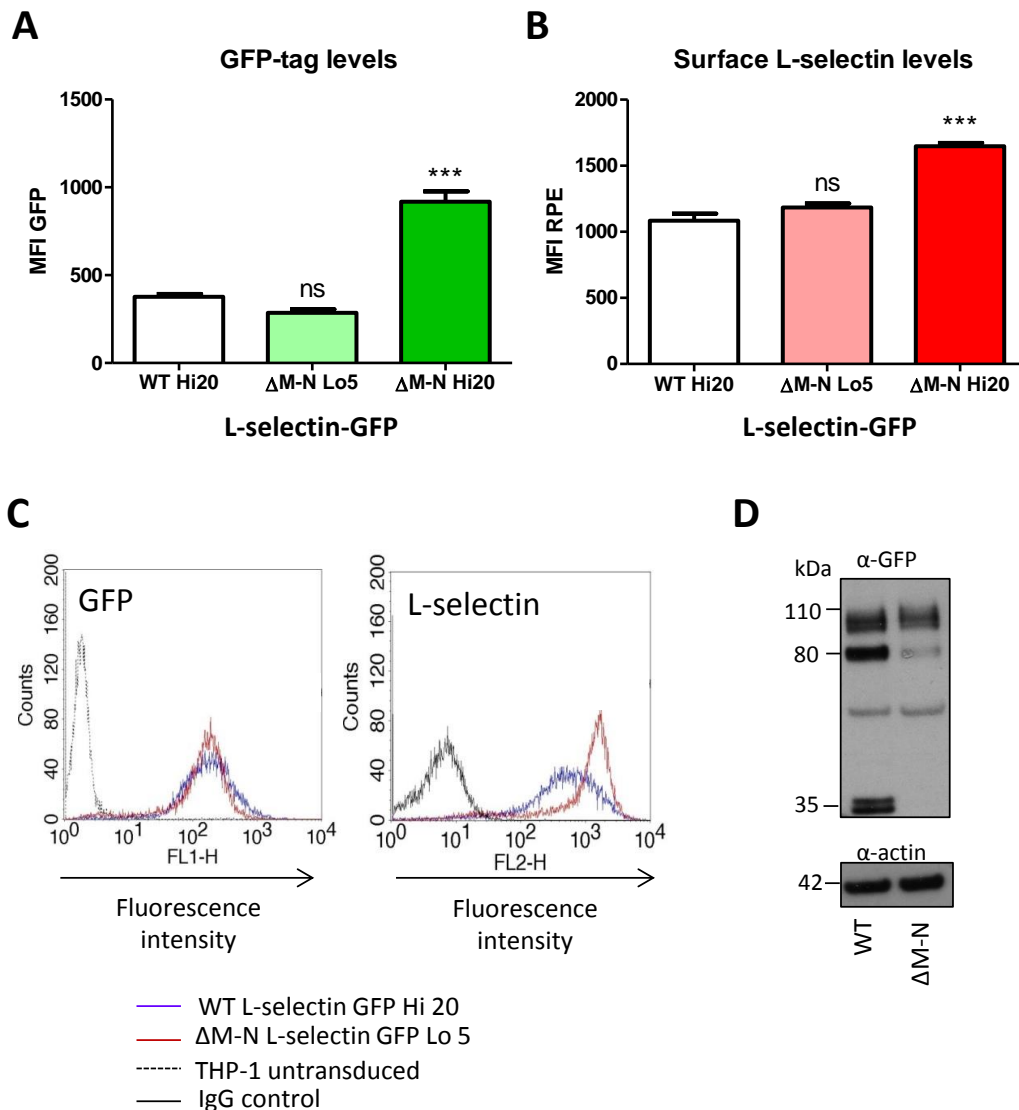 A
GFP-tag levels
1500
1000
500
0
MFI GFP
ns
***
WT Hi20
ΔM-N Lo5
ΔM-N Hi20
L-selectin-GFP
B
Surface L-selectin levels
2000
1500
1000
500
0
MFI RPE
ns
***
WT Hi20
ΔM-N Lo5
ΔM-N Hi20
L-selectin-GFP
C
GFP
200
160
120
80
40
0
Counts
10⁰ 10¹ 10² 10³ 10⁴
FL1-H
Fluorescence
intensity
L-selectin
200
160
120
80
40
0
Counts
10⁰ 10¹ 10² 10³ 10⁴
FL2-H
Fluorescence
intensity
WT L-selectin GFP Hi 20
ΔM-N L-selectin GFP Lo 5
THP-1 untransduced
IgG control
D
α-GFP
kDa
110
80
35
α-actin
42
WT
ΔM-N